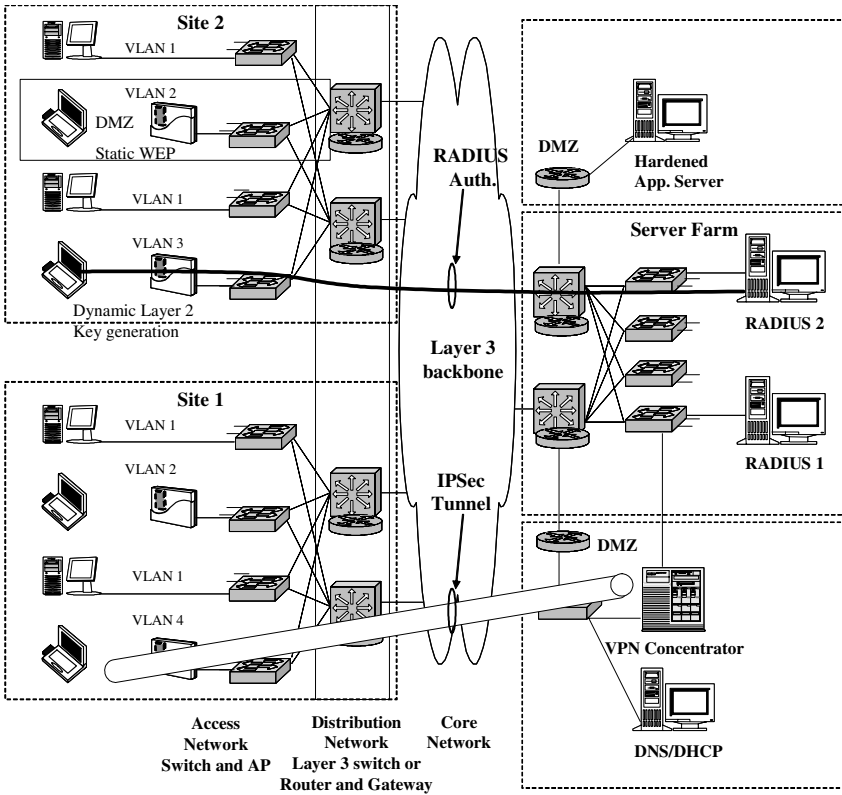 Site 2
VLAN 1
VLAN 2
DMZ
Static WEP
VLAN 1
VLAN 3
Dynamic Layer 2
Key generation
RADIUS
Auth.
Layer 3
backbone
DMZ
Hardened
App. Server
Server Farm
RADIUS 2
RADIUS 1
Site 1
VLAN 1
VLAN 2
VLAN 1
VLAN 4
IPSec
Tunnel
DMZ
VPN Concentrator
DNS/DHCP
Access
Network
Switch and AP
Distribution
Network
Layer 3 switch or
Router and Gateway
Core
Network